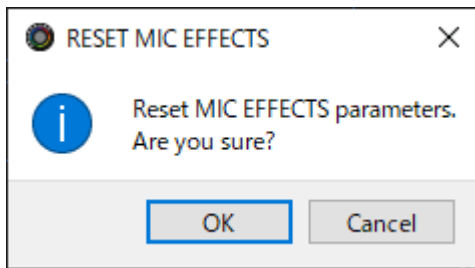 RESET MIC EFFECTS
Reset MIC EFFECTS parameters.
Are you sure?
OK
Cancel